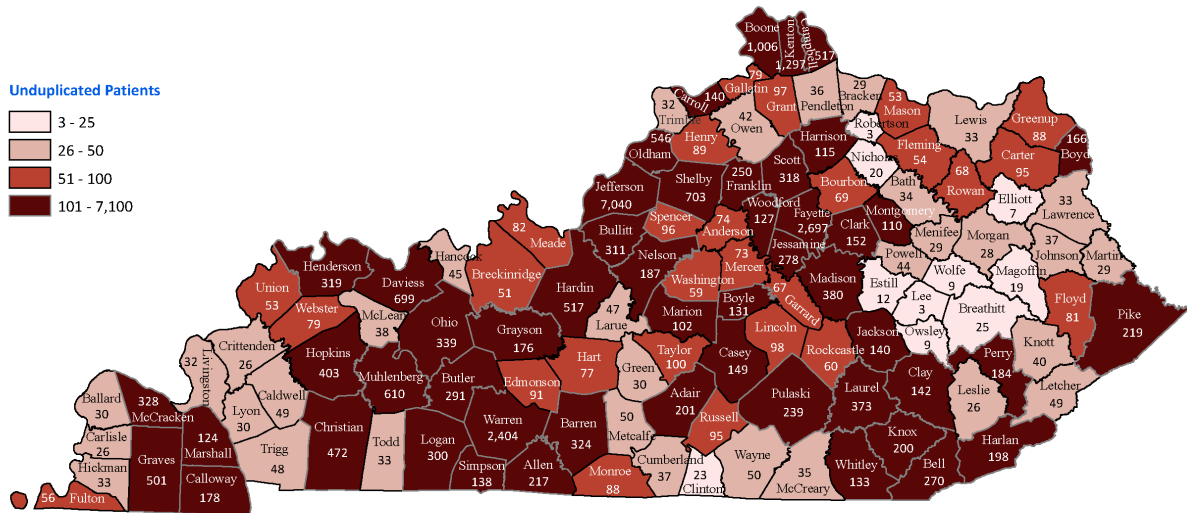 Unduplicated Patients
3 - 25
26 - 50
51 - 100
101 - 7,100
Boone
1,006
Kenton
1,297
Campbell
517
79
Gallatin
Carroll
140
97
Grant
36
Pendleton
29
Bracken
53
Mason
Robertson
3
Lewis
33
Greenup
88
166
Boyd
Carter
95
32
Trimble
42
Owen
546
Oldham
Henry
89
Harrison
115
Nicholas
20
Fleming
54
68
Rowan
Elliott
7
33
Lawrence
Jefferson
7,040
Shelby
703
250
Franklin
Scott
318
Bourbon
69
Bath
34
Montgomery
110
Menifee
29
Morgan
28
37
Johnson
Martin
29
Bullitt
311
Spencer
96
74
Anderson
Woodford
127
Fayette
2,697
Clark
152
Powell
44
Wolfe
9
Magoffin
19
Floyd
81
Pike
219
82
Meade
Hancock
45
Breckinridge
51
Hardin
517
Nelson
187
Washington
59
73
Mercer
Jessamine
278
Madison
380
Estill
12
Lee
3
Breathitt
25
Henderson
319
Union
53
Webster
79
Daviess
699
McLean
38
Ohio
339
Grayson
176
47
Larue
Marion
102
Boyle
131
67
Garrard
Lincoln
98
Rockcastle
60
Jackson
140
Owsley
9
Perry
184
Knott
40
Letcher
49
Crittenden
26
32
Livingston
Hopkins
403
Muhlenberg
610
Butler
291
Edmonson
91
Hart
77
Green
30
Taylor
100
Casey
149
Pulaski
239
Laurel
373
Clay
142
Leslie
26
Ballard
30
328
McCracken
Lyon
30
Caldwell
49
Christian
472
Todd
33
Logan
300
Warren
2,404
Barren
324
50
Metcalfe
Adair
201
Russell
95
Wayne
50
35
McCreary
Whitley
133
Knox
200
Bell
270
Harlan
198
Carlisle
26
Hickman
33
56
Fulton
Graves
501
124
Marshall
Calloway
178
Trigg
48
Simpson
138
Allen
217
Monroe
88
Cumberland
37
23
Clinton